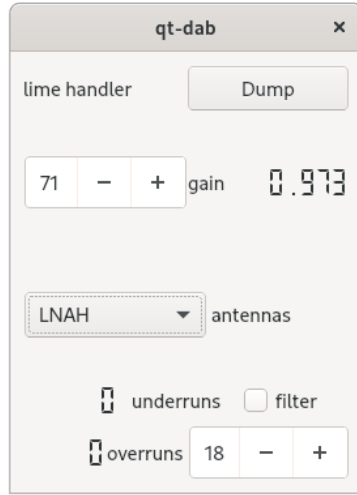 qt-dab ×
lime handler Dump
71 − + gain 0.973
LNAH antennas
0 underruns filter
0 overruns 18 − +